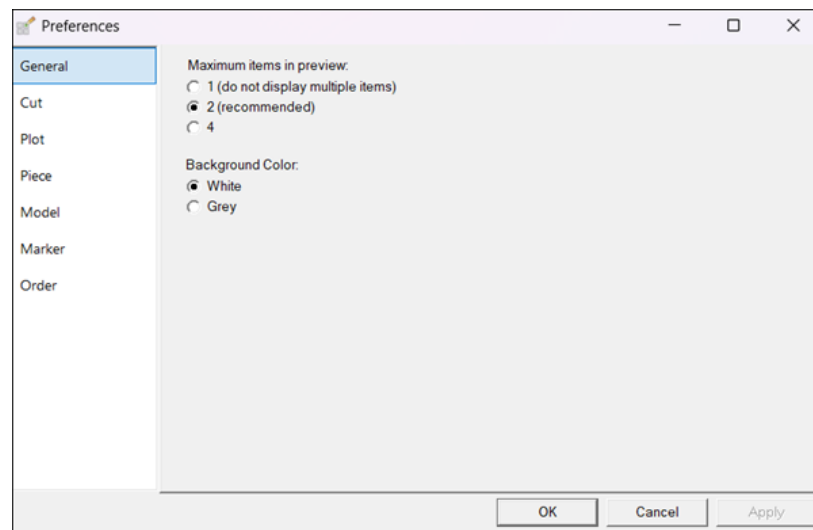 Preferences
General
Cut
Plot
Piece
Model
Marker
Order
Maximum items in preview:
1 (do not display multiple items)
2 (recommended)
4
Background Color:
White
Grey
OK
Cancel
Apply